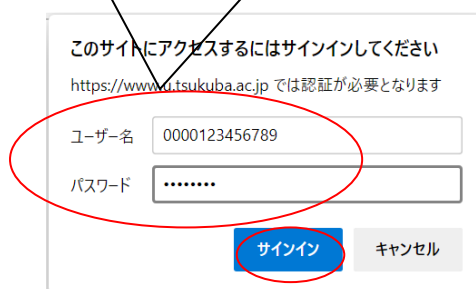 このサイトにアクセスするにはサインインしてください
https://www.u.tsukuba.ac.jp では認証が必要となります
ユーザー名 0000123456789
パスワード ••••••••
サインイン キャンセル